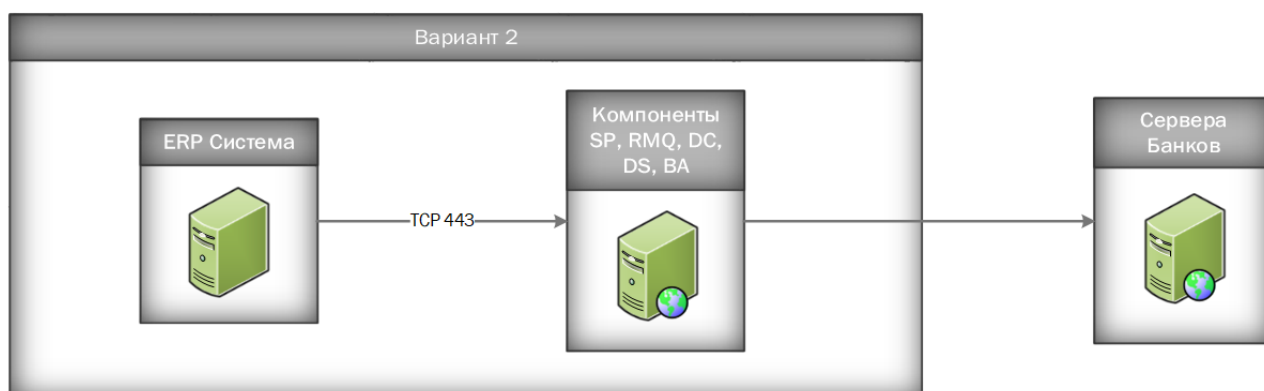 Вариант 2
ERP Система
TCP 443
Компоненты
SP, RMQ, DC,
DS, BA
Сервера
Банков